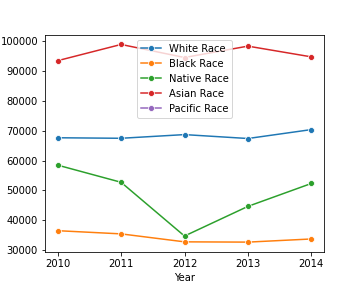 100000
90000
80000
70000
60000
50000
40000
30000
White Race
Black Race
Native Race
Asian Race
Pacific Race
2010 2011 2012 2013 2014
Year